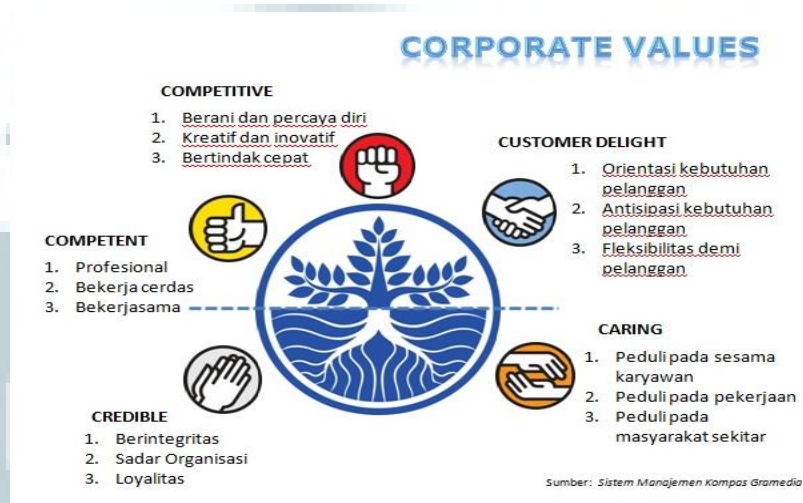 CORPORATE VALUES
COMPETITIVE
1. Berani dan percaya diri
2. Kreatif dan inovatif
3. Bertindak cepat
CUSTOMER DELIGHT
1. Orientasi kebutuhan
pelanggan
2. Antisipasi kebutuhan
pelanggan
3. Fleksibilitas demi
pelanggan
COMPETENT
1. Profesional
2. Bekerja cerdas
3. Bekerjasama
CARING
1. Peduli pada sesama
karyawan
2. Peduli pada pekerjaan
3. Peduli pada
masyarakat sekitar
CREDIBLE
1. Berintegritas
2. Sadar Organisasi
3. Loyalitas
Sumber: Sistem Manajemen Kompas Gramedia